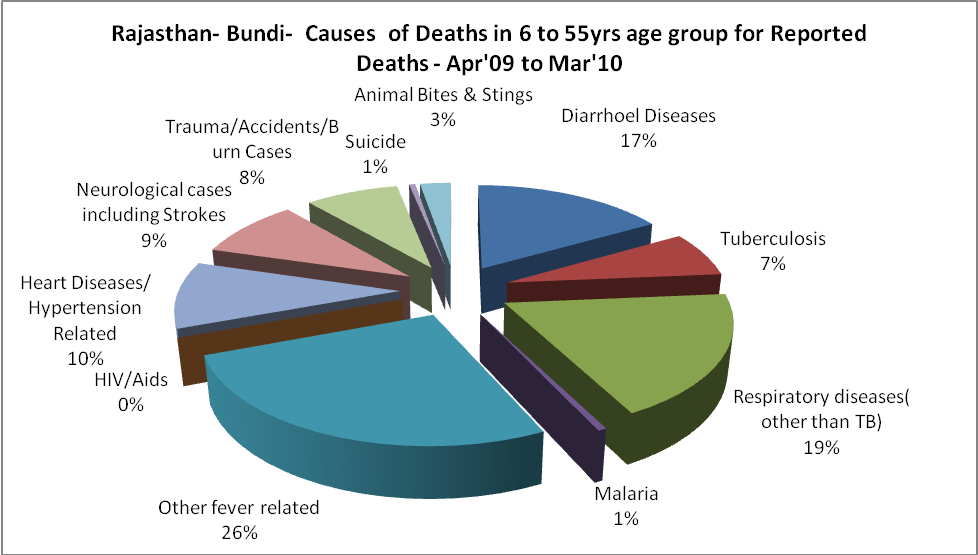 Rajasthan- Bundi-  Causes  of Deaths in 6 to 55yrs age group for Reported
Deaths - Apr'09 to Mar'10
Animal Bites & Stings
3%
Diarrhoel Diseases
17%
Tuberculosis
7%
Respiratory diseases(
other than TB)
19%
Malaria
1%
Other fever related
26%
HIV/Aids
0%
Heart Diseases/
Hypertension
Related
10%
Neurological cases
including Strokes
9%
Trauma/Accidents/B
urn Cases
8%
Suicide
1%